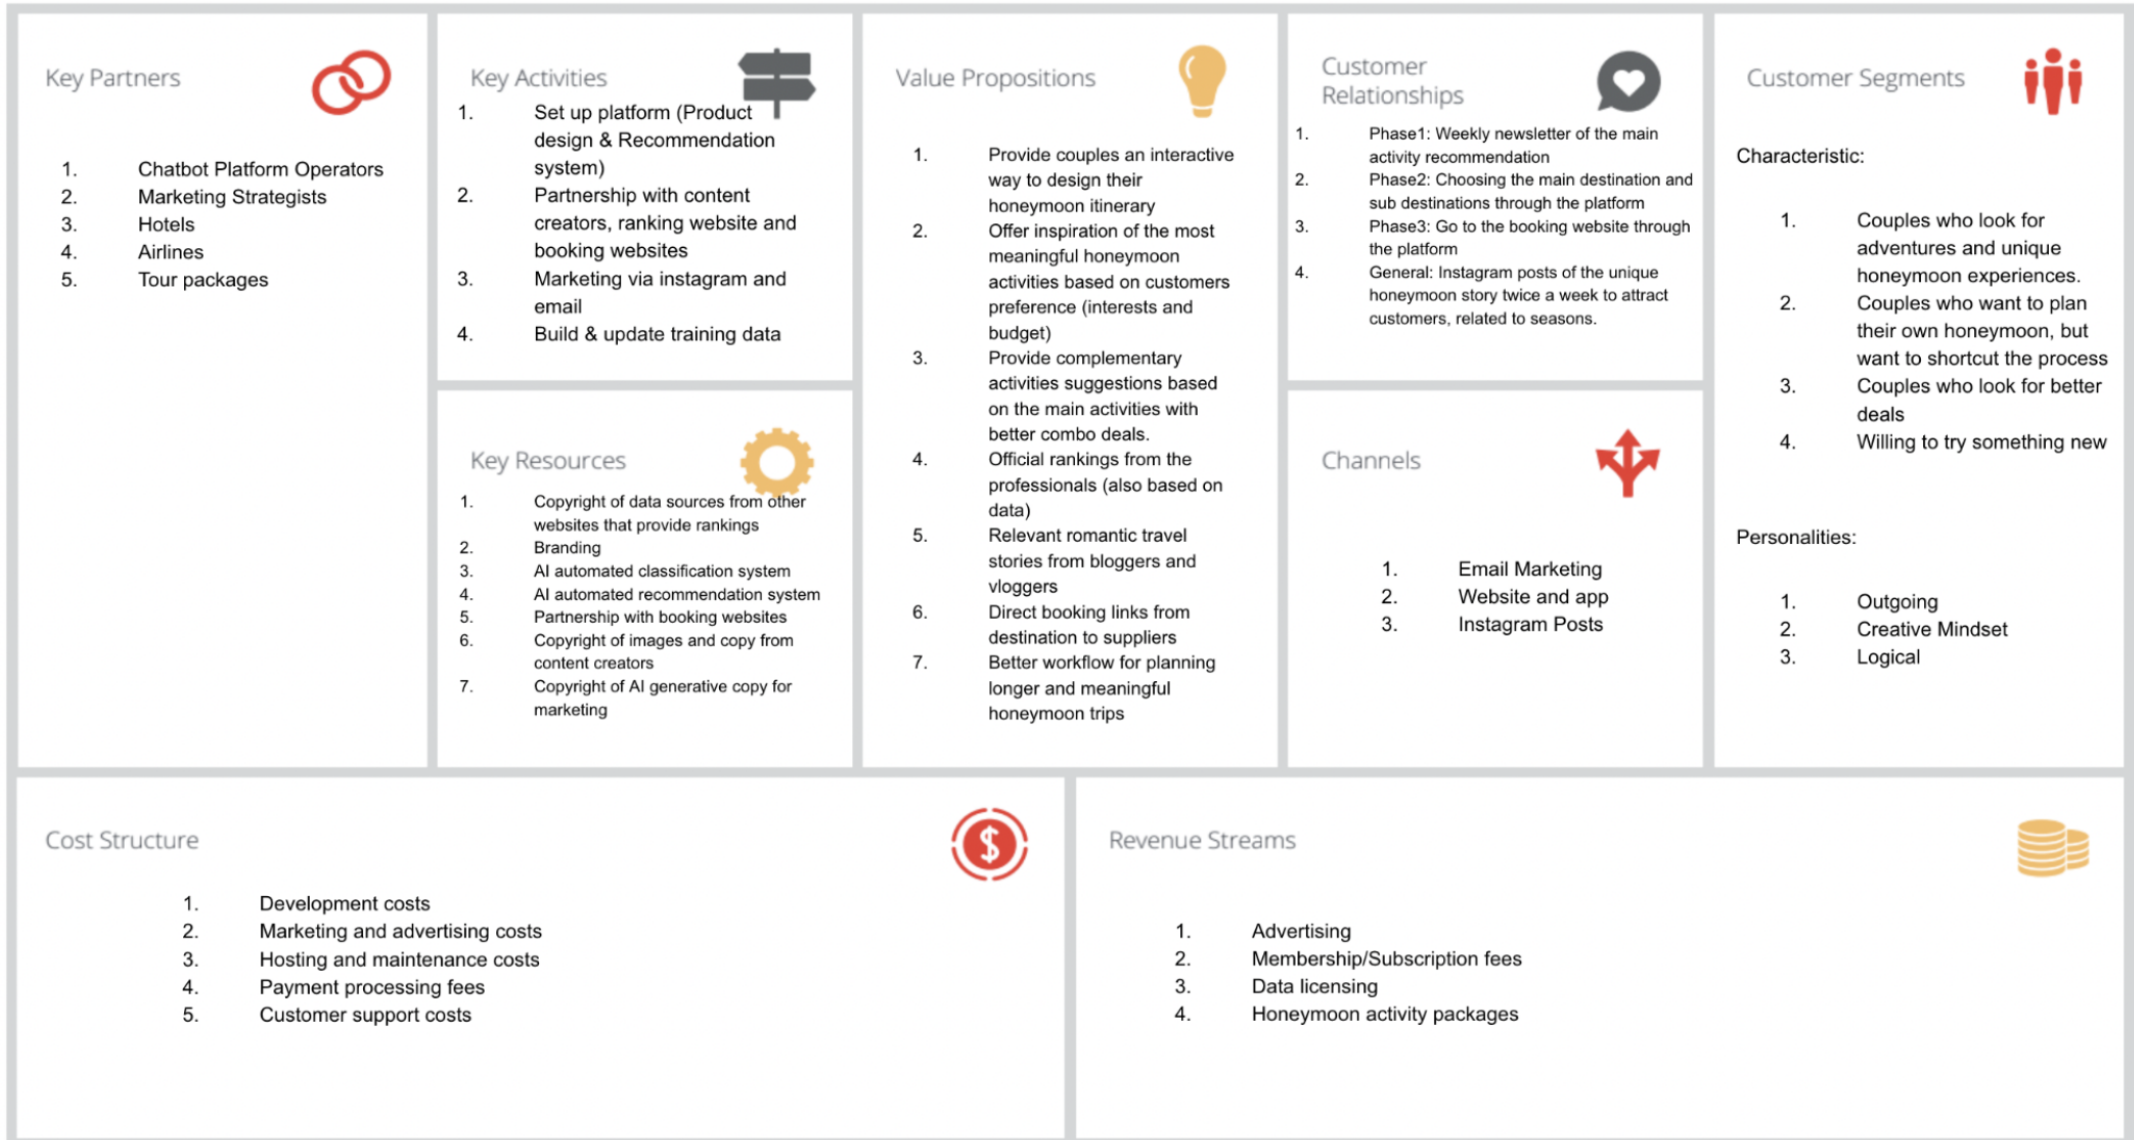 Key Partners
1. Chatbot Platform Operators
2. Marketing Strategists
3. Hotels
4. Airlines
5. Tour packages
Key Activities
1. Set up platform (Product
design & Recommendation
system)
2. Partnership with content
creators, ranking website and
booking websites
3. Marketing via instagram and
email
4. Build & update training data
Key Resources
1. Copyright of data sources from other
websites that provide rankings
2. Branding
3. AI automated classification system
4. AI automated recommendation system
5. Partnership with booking websites
6. Copyright of images and copy from
content creators
7. Copyright of AI generative copy for
marketing
Value Propositions
1. Provide couples an interactive
way to design their
honeymoon itinerary
2. Offer inspiration of the most
meaningful honeymoon
activities based on customers
preference (interests and
budget)
3. Provide complementary
activities suggestions based
on the main activities with
better combo deals.
4. Official rankings from the
professionals (also based on
data)
5. Relevant romantic travel
stories from bloggers and
vloggers
6. Direct booking links from
destination to suppliers
7. Better workflow for planning
longer and meaningful
honeymoon trips
Customer
Relationships
1. Phase1: Weekly newsletter of the main
activity recommendation
2. Phase2: Choosing the main destination and
sub destinations through the platform
3. Phase3: Go to the booking website through
the platform
4. General: Instagram posts of the unique
honeymoon story twice a week to attract
customers, related to seasons.
Channels
1. Email Marketing
2. Website and app
3. Instagram Posts
Customer Segments
Characteristic:
1. Couples who look for
adventures and unique
honeymoon experiences.
2. Couples who want to plan
their own honeymoon, but
want to shortcut the process
3. Couples who look for better
deals
4. Willing to try something new
Personalities:
1. Outgoing
2. Creative Mindset
3. Logical
Cost Structure
$
1. Development costs
2. Marketing and advertising costs
3. Hosting and maintenance costs
4. Payment processing fees
5. Customer support costs
Revenue Streams
1. Advertising
2. Membership/Subscription fees
3. Data licensing
4. Honeymoon activity packages